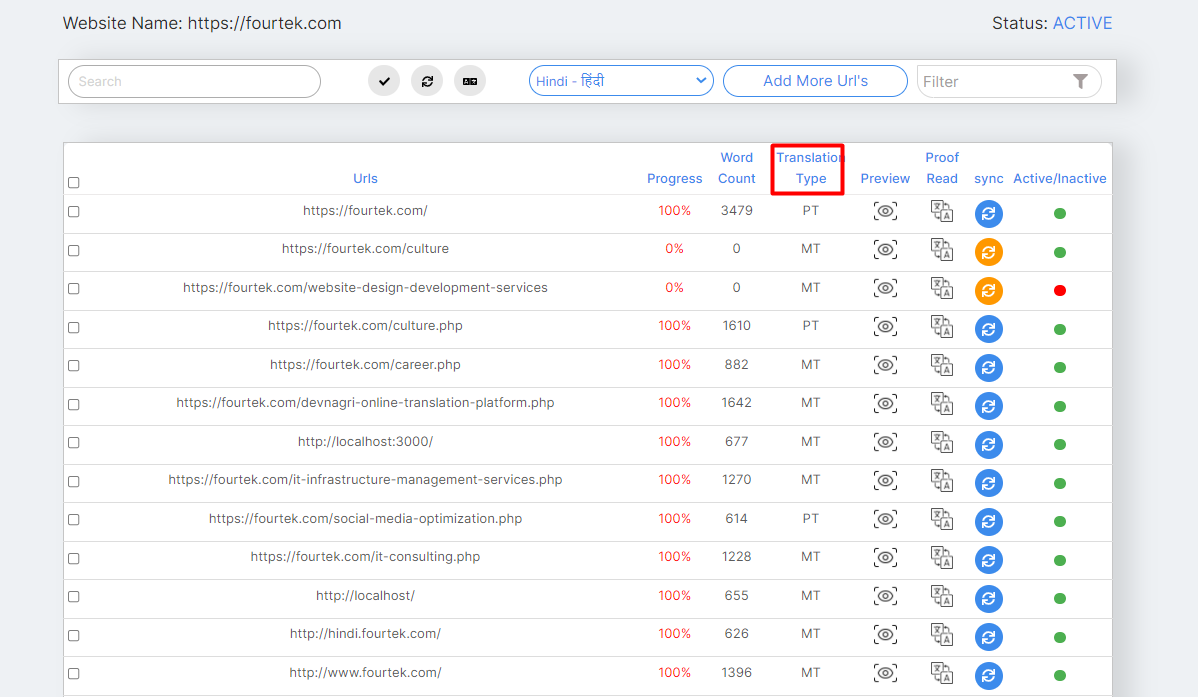 Website Name: https://fourtek.com Status: ACTIVE
Search Hindi - हिंदी Add More Url's Filter
Urls Progress Word Count Translation Type Preview Proof Read sync Active/Inactive
https://fourtek.com/ 100% 3479 PT
https://fourtek.com/culture 0% 0 MT
https://fourtek.com/website-design-development-services 0% 0 MT
https://fourtek.com/culture.php 100% 1610 PT
https://fourtek.com/career.php 100% 882 MT
https://fourtek.com/devnagri-online-translation-platform.php 100% 1642 MT
http://localhost:3000/ 100% 677 MT
https://fourtek.com/it-infrastructure-management-services.php 100% 1270 MT
https://fourtek.com/social-media-optimization.php 100% 614 PT
https://fourtek.com/it-consulting.php 100% 1228 MT
http://localhost/ 100% 655 MT
http://hindi.fourtek.com/ 100% 626 MT
http://www.fourtek.com/ 100% 1396 MT